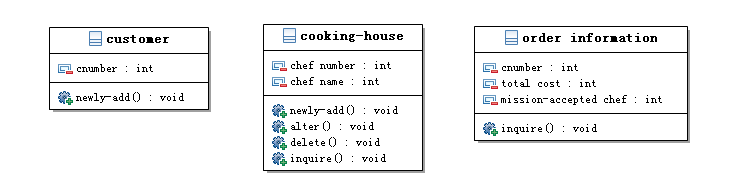 customer
cnumber : int
newly-add() : void
cooking-house
chef number : int
chef name : int
newly-add() : void
alter() : void
delete() : void
inquire() : void
order information
cnumber : int
total cost : int
mission-accepted chef : int
inquire() : void